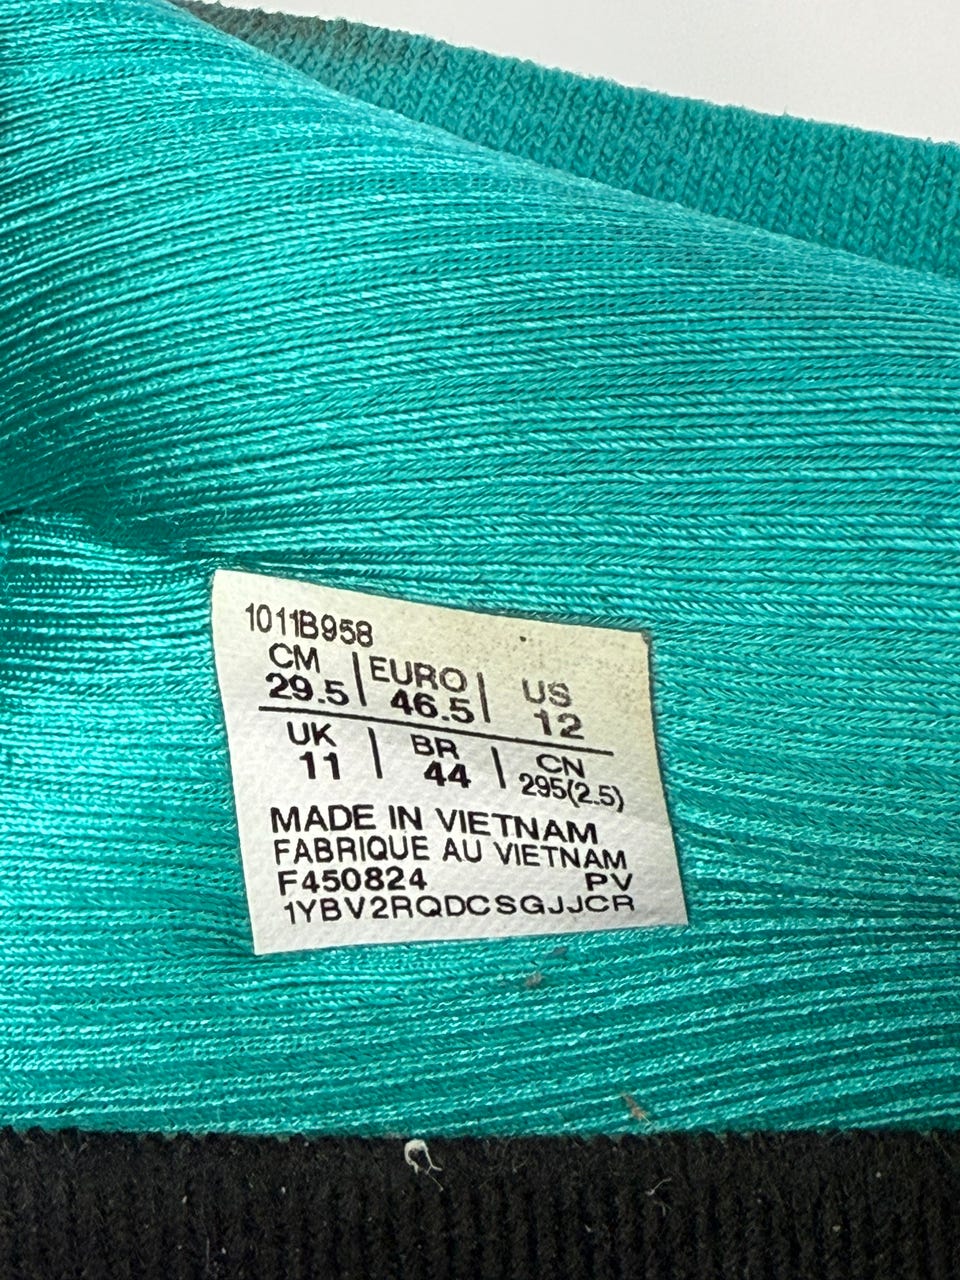 1011B958
CM | EURO | US
29.5 | 46.5 | 12
UK | BR | CN
11 | 44 | 295(2.5)
MADE IN VIETNAM
FABRIQUE AU VIETNAM
F450824 PV
1YBV2RQDCSGJJCR